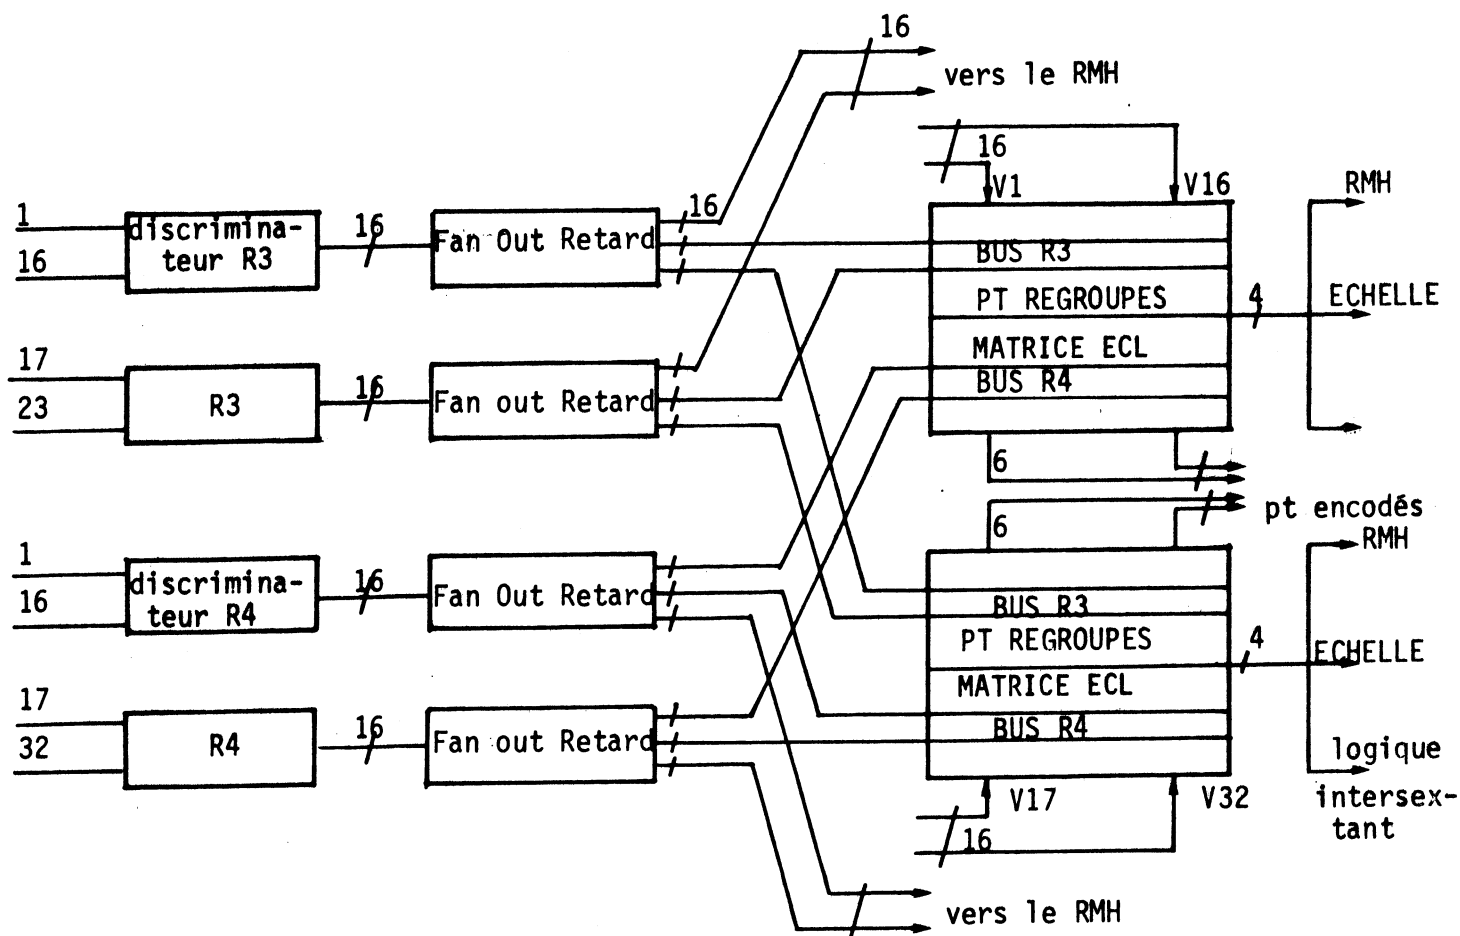 16
vers le RMH
16
V1
V16
RMH
1
16
discrimina-
teur R3
16
Fan Out Retard
16
BUS R3
PT REGROUPES
4
ECHELLE
MATRICE ECL
BUS R4
17
23
R3
16
Fan out Retard
6
pt encodés
6
RMH
1
16
discrimina-
teur R4
16
Fan Out Retard
BUS R3
PT REGROUPES
4
ECHELLE
MATRICE ECL
BUS R4
17
32
R4
16
Fan out Retard
logique
intersex-
tant
V17
V32
16
vers le RMH